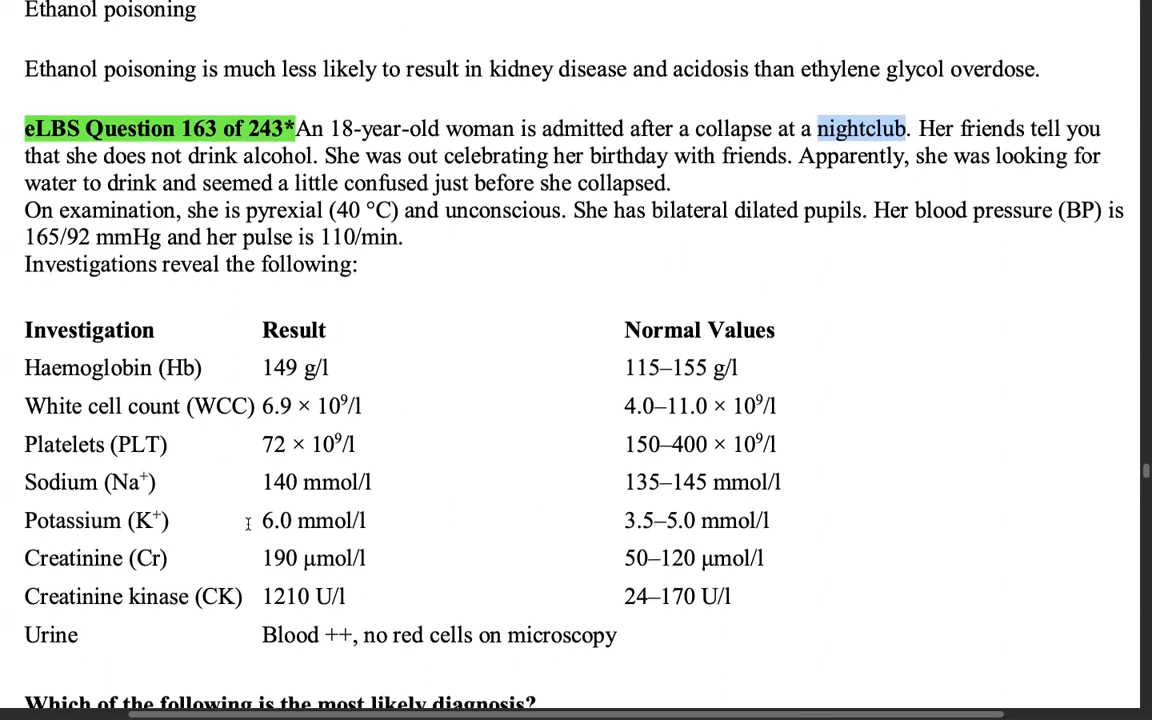 Ethanol poisoning
Ethanol poisoning is much less likely to result in kidney disease and acidosis than ethylene glycol overdose.
eLBS Question 163 of 243*An 18-year-old woman is admitted after a collapse at a nightclub. Her friends tell you
that she does not drink alcohol. She was out celebrating her birthday with friends. Apparently, she was looking for
water to drink and seemed a little confused just before she collapsed.
On examination, she is pyrexial (40 °C) and unconscious. She has bilateral dilated pupils. Her blood pressure (BP) is
165/92 mmHg and her pulse is 110/min.
Investigations reveal the following:
Investigation Result Normal Values
Haemoglobin (Hb) 149 g/l 115–155 g/l
White cell count (WCC) 6.9 × 10⁹/l 4.0–11.0 × 10⁹/l
Platelets (PLT) 72 × 10⁹/l 150–400 × 10⁹/l
Sodium (Na⁺) 140 mmol/l 135–145 mmol/l
Potassium (K⁺) 6.0 mmol/l 3.5–5.0 mmol/l
Creatinine (Cr) 190 μmol/l 50–120 μmol/l
Creatinine kinase (CK) 1210 U/l 24–170 U/l
Urine Blood ++, no red cells on microscopy
Which of the following is the most likely diagnosis?